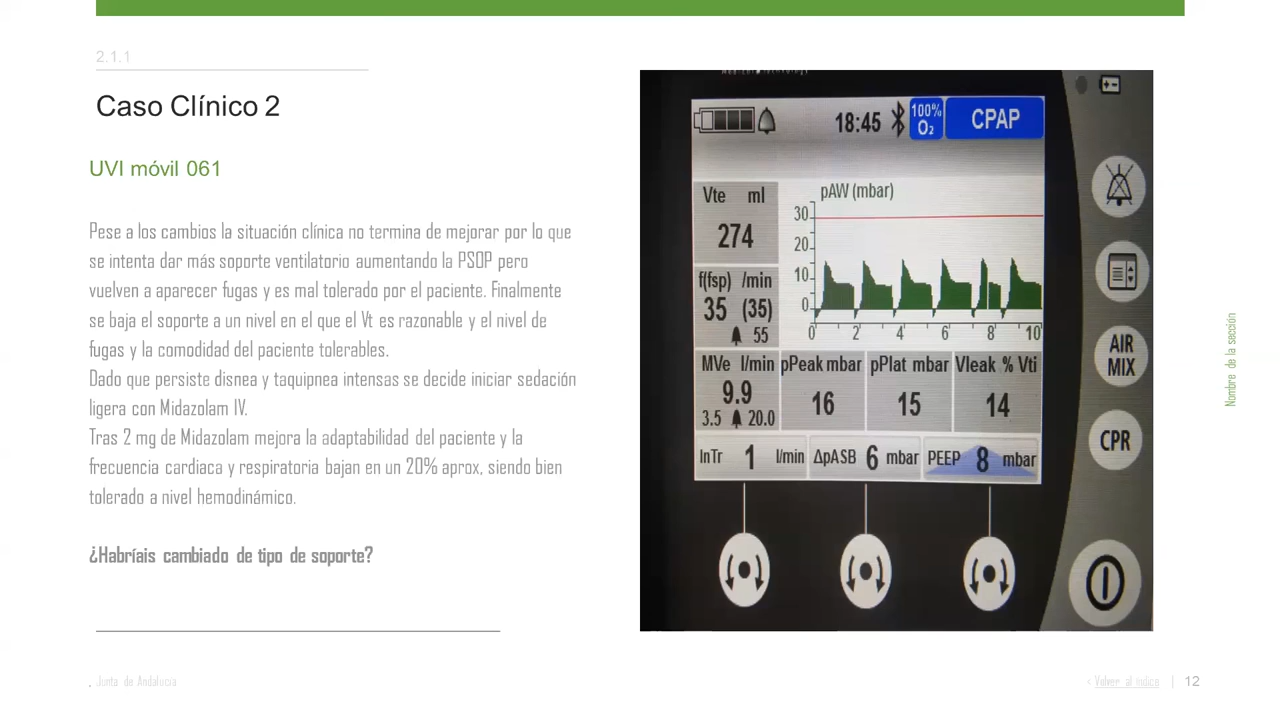 2.1.1
Caso Clínico 2
UVI móvil 061
Pese a los cambios la situación clínica no termina de mejorar por lo que
se intenta dar más soporte ventilatorio aumentando la PSOP pero
vuelven a aparecer fugas y es mal tolerado por el paciente. Finalmente
se baja el soporte a un nivel en el que el Vt es razonable y el nivel de
fugas y la comodidad del paciente tolerables.
Dado que persiste disnea y taquipnea intensas se decide iniciar sedación
ligera con Midazolam IV.
Tras 2 mg de Midazolam mejora la adaptabilidad del paciente y la
frecuencia cardiaca y respiratoria bajan en un 20% aprox, siendo bien
tolerado a nivel hemodinámico.
¿Habríais cambiado de tipo de soporte?
18:45 100% O₂ CPAP
Vte ml
274
pAW (mbar)
30
20
10
0
0 2 4 6 8 10
f(fsp) /min
35 (35)
55
MVe l/min
9.9
3.5 20.0
pPeak mbar
16
pPlat mbar
15
Vleak % Vti
14
InTr 1 l/min
ΔpASB 6 mbar
PEEP 8 mbar
AIR
MIX
CPR
Nombre de la sección
. Junta de Andalucía
< Volver al índice | 12